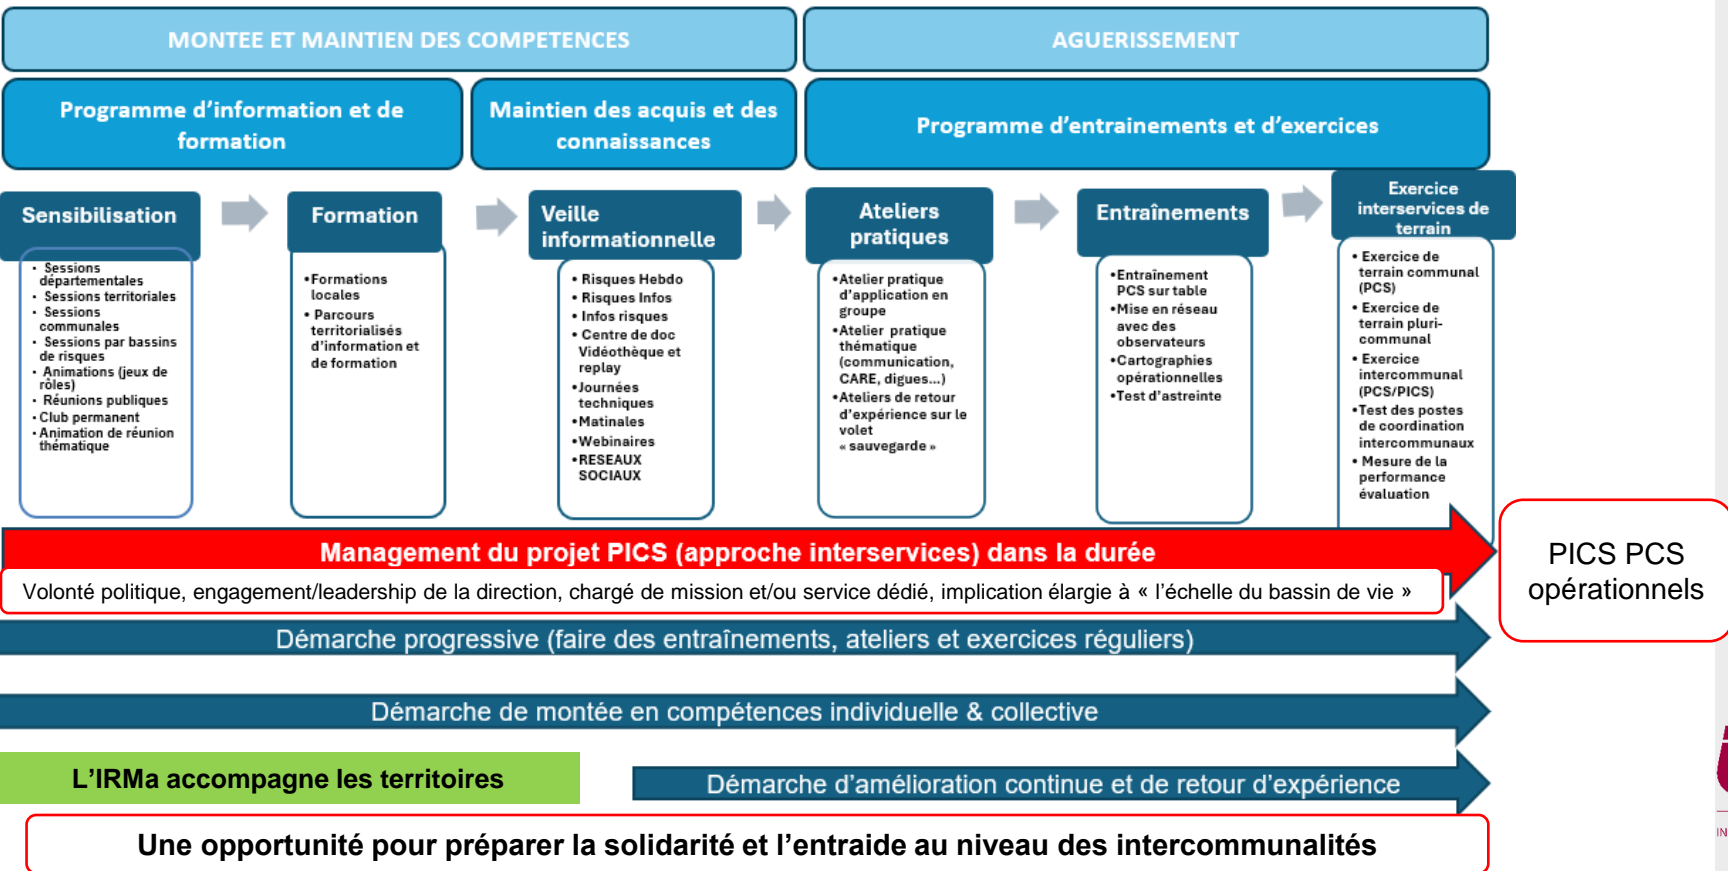 MONTEE ET MAINTIEN DES COMPETENCES
AGUERISSEMENT
Programme d’information et de
formation
Maintien des acquis et des
connaissances
Programme d’entrainements et d’exercices
Sensibilisation
• Sessions
départementales
• Sessions territoriales
• Sessions
communales
• Sessions par bassins
de risques
• Animations (jeux de
rôles)
• Réunions publiques
• Club permanent
• Animation de réunion
thématique
Formation
•Formations
locales
• Parcours
territorialisés
d’information et
de formation
Veille
informationnelle
• Risques Hebdo
• Risques Infos
• Infos risques
• Centre de doc
Vidéothèque et
replay
•Journées
techniques
•Matinales
•Webinaires
•RESEAUX
SOCIAUX
Ateliers
pratiques
•Atelier pratique
d’application en
groupe
•Atelier pratique
thématique
(communication,
CARE, digues...)
•Ateliers de retour
d’expérience sur le
volet
« sauvegarde »
Entraînements
•Entraînement
PCS sur table
•Mise en réseau
avec des
observateurs
•Cartographies
opérationnelles
•Test d’astreinte
Exercice
interservices de
terrain
• Exercice de
terrain communal
(PCS)
• Exercice de
terrain pluri-
communal
• Exercice
intercommunal
(PCS/PICS)
•Test des postes
de coordination
intercommunaux
• Mesure de la
performance
évaluation
Management du projet PICS (approche interservices) dans la durée
Volonté politique, engagement/leadership de la direction, chargé de mission et/ou service dédié, implication élargie à « l’échelle du bassin de vie »
PICS PCS
opérationnels
Démarche progressive (faire des entraînements, ateliers et exercices réguliers)
Démarche de montée en compétences individuelle & collective
L’IRMa accompagne les territoires
Démarche d’amélioration continue et de retour d’expérience
Une opportunité pour préparer la solidarité et l’entraide au niveau des intercommunalités